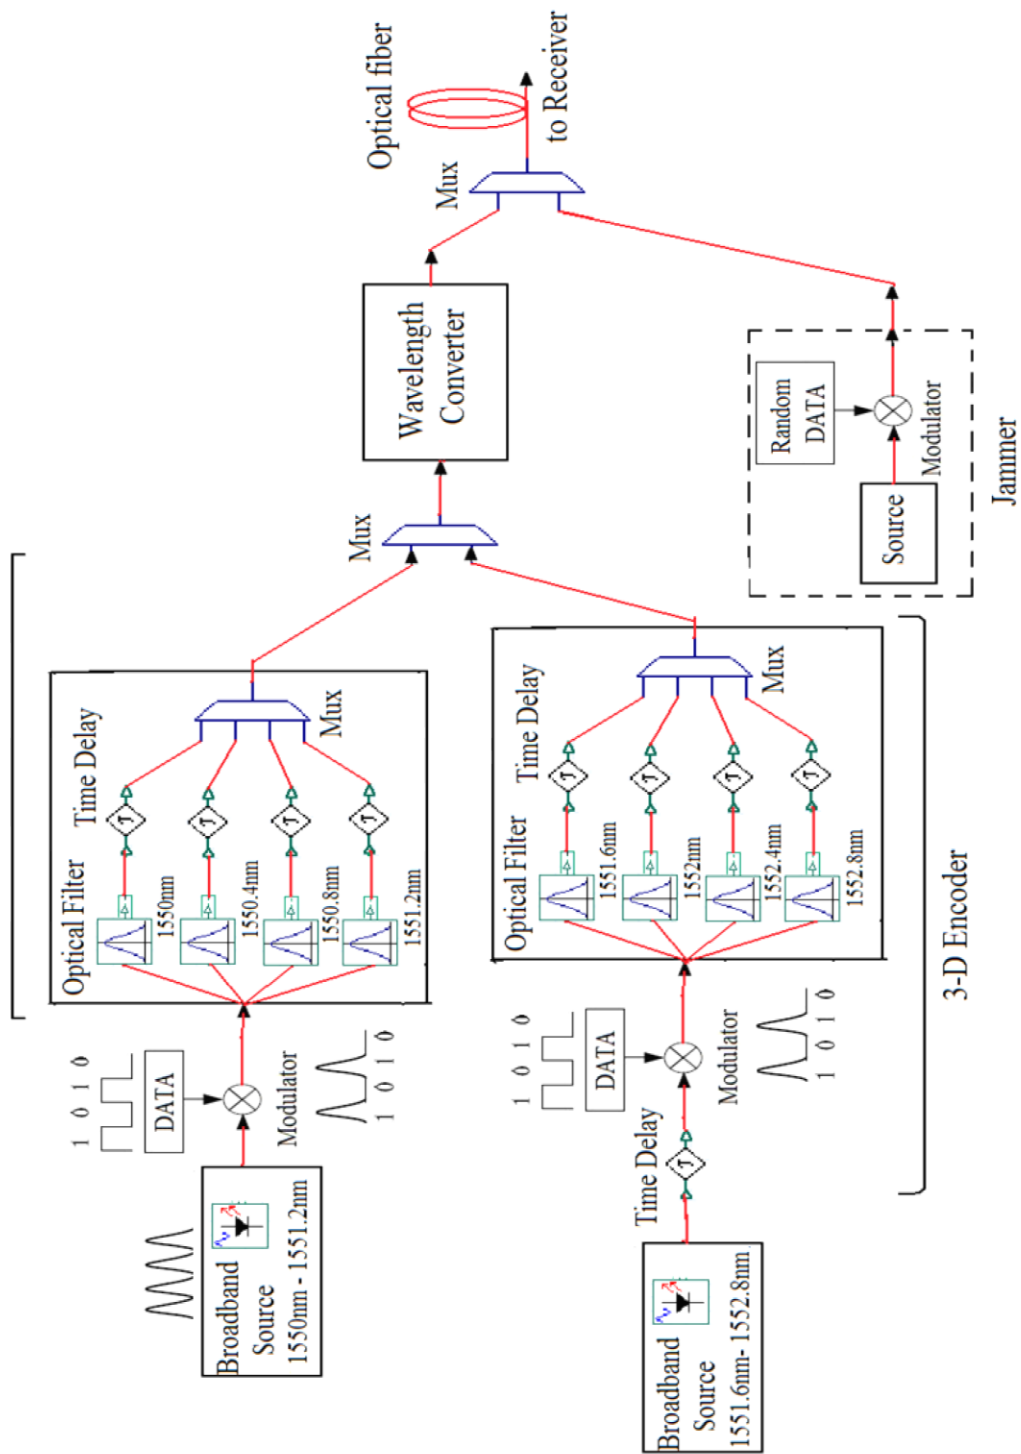 1 0 1 0
DATA
Modulator
1 0 1 0
Broadband
Source
1550nm - 1551.2nm
Optical Filter
Time Delay
1550nm
τ
1550.4nm
τ
1550.8nm
τ
1551.2nm
τ
Mux
Broadband
Source
1551.6nm- 1552.8nm
Time Delay
τ
1 0 1 0
DATA
Modulator
1 0 1 0
Optical Filter
Time Delay
1551.6nm
τ
1552nm
τ
1552.4nm
τ
1552.8nm
τ
Mux
3-D Encoder
Mux
Wavelength
Converter
Source
Random
DATA
Modulator
Jammer
Mux
Optical fiber
to Receiver